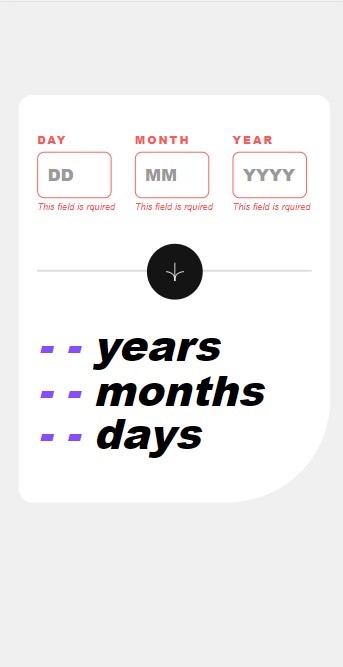 DAY MONTH YEAR
DD MM YYYY
This field is rquired This field is rquired This field is rquired
- - years
- - months
- - days